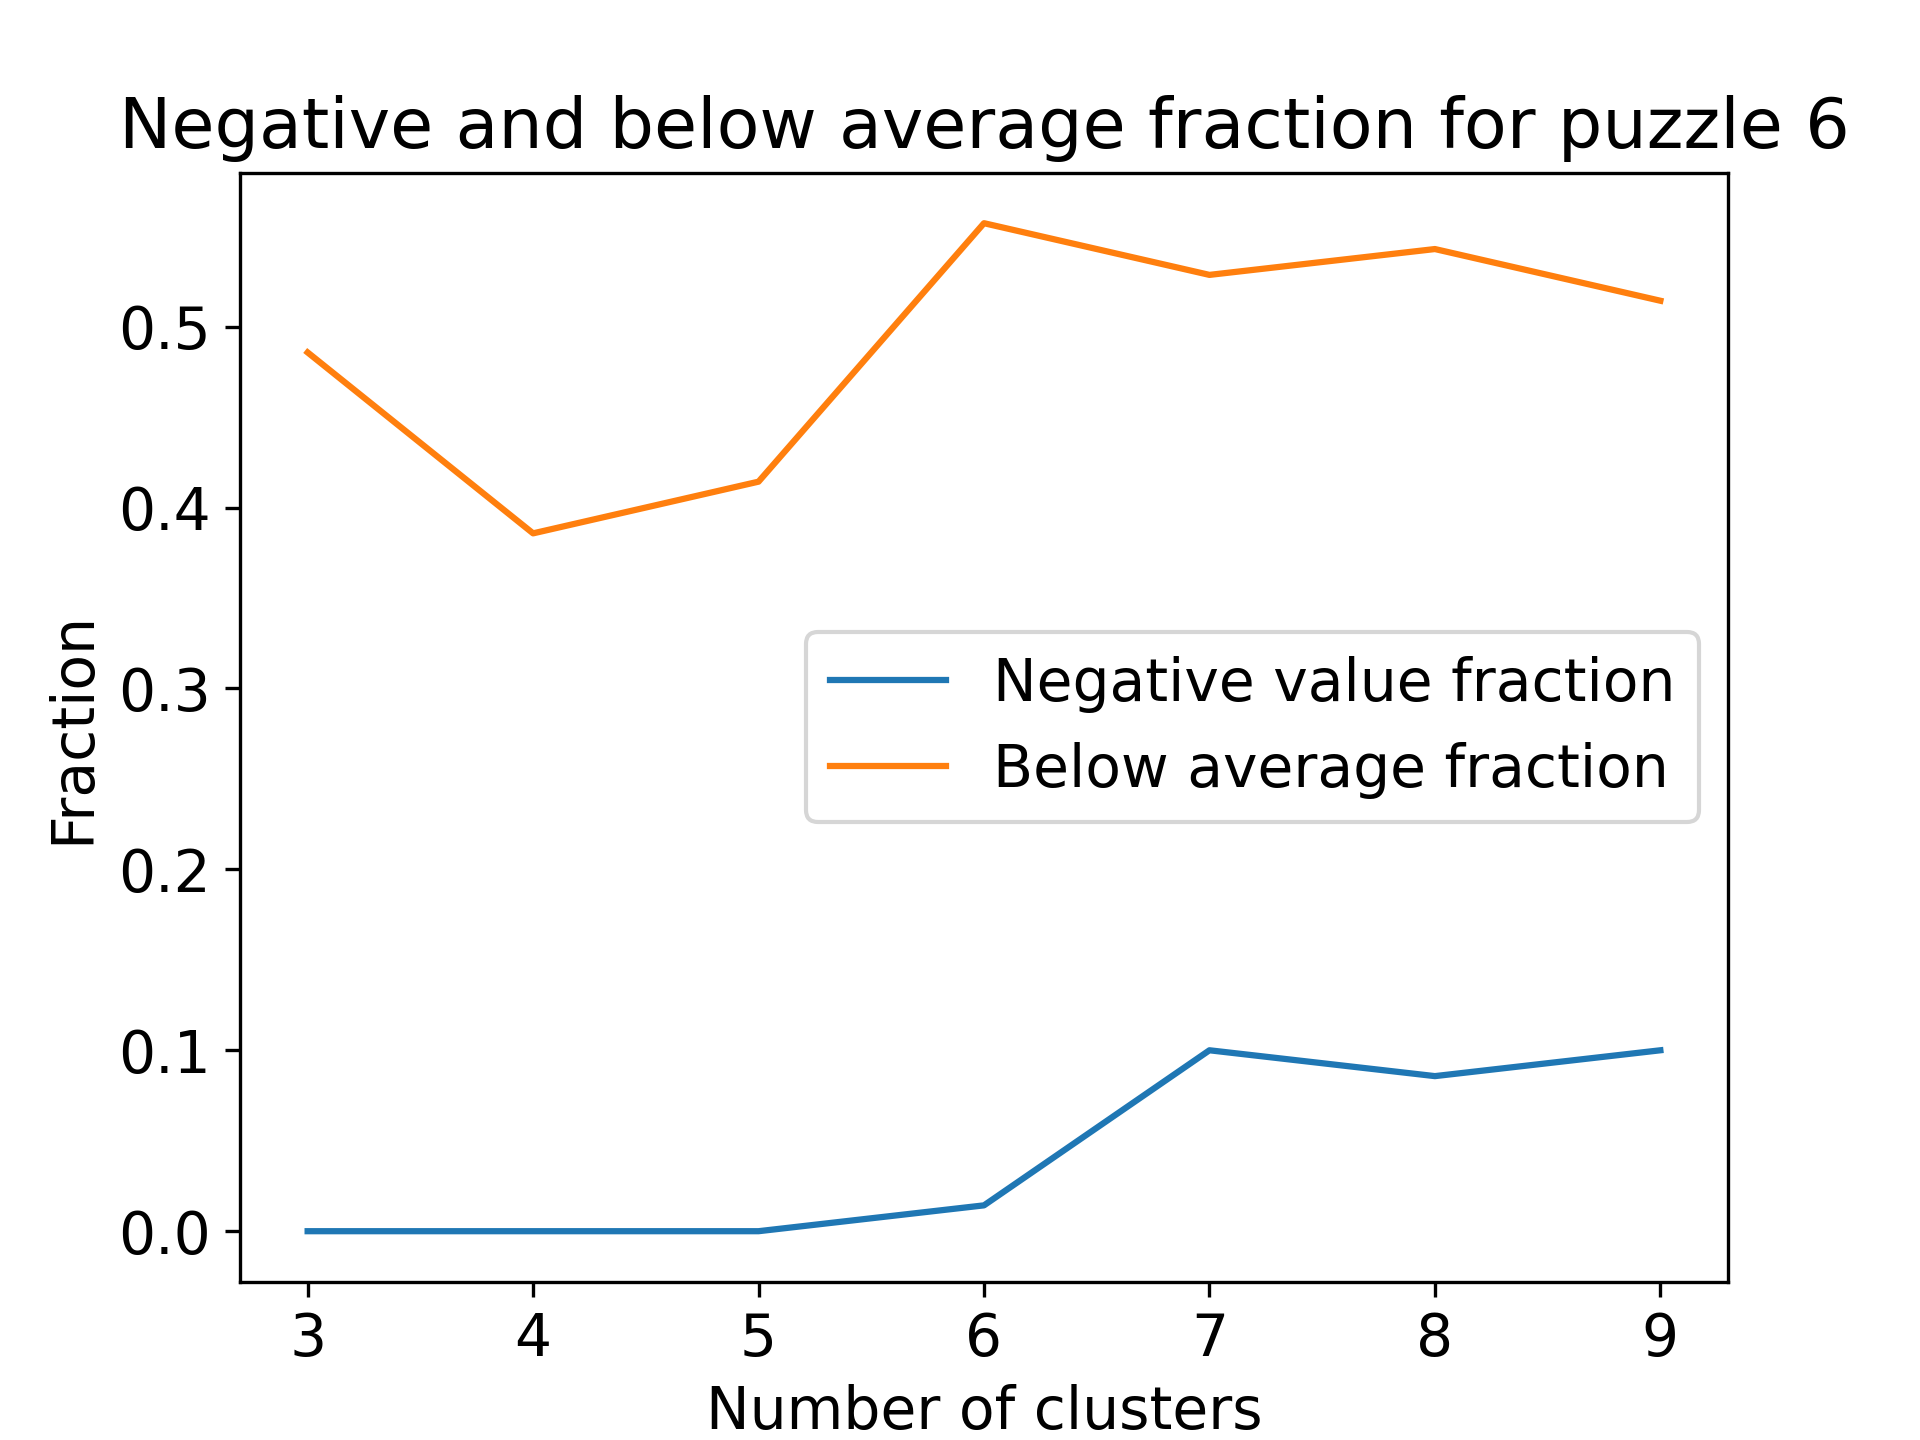 Negative and below average fraction for puzzle 6
0.5
0.4
0.3
0.2
0.1
0.0
Fraction
Negative value fraction
Below average fraction
3 4 5 6 7 8 9
Number of clusters